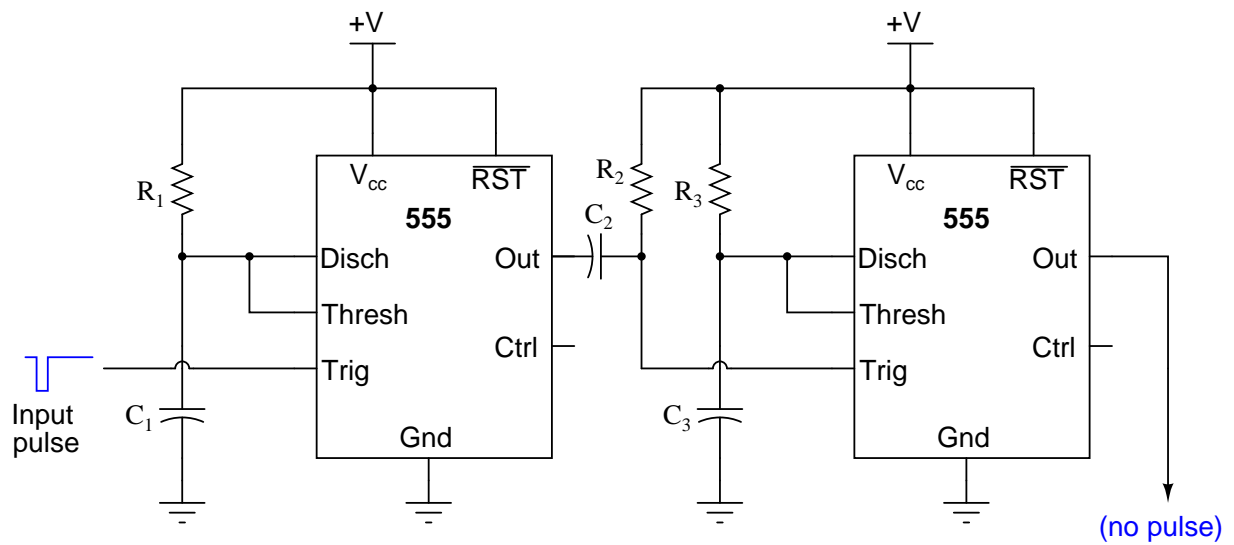 +V
+V
R1
Vcc
RST
555
Disch
Out
Thresh
Ctrl
Trig
Gnd
C1
Input
pulse
C2
R2
R3
Vcc
RST
555
Disch
Out
Thresh
Ctrl
Trig
Gnd
C3
(no pulse)